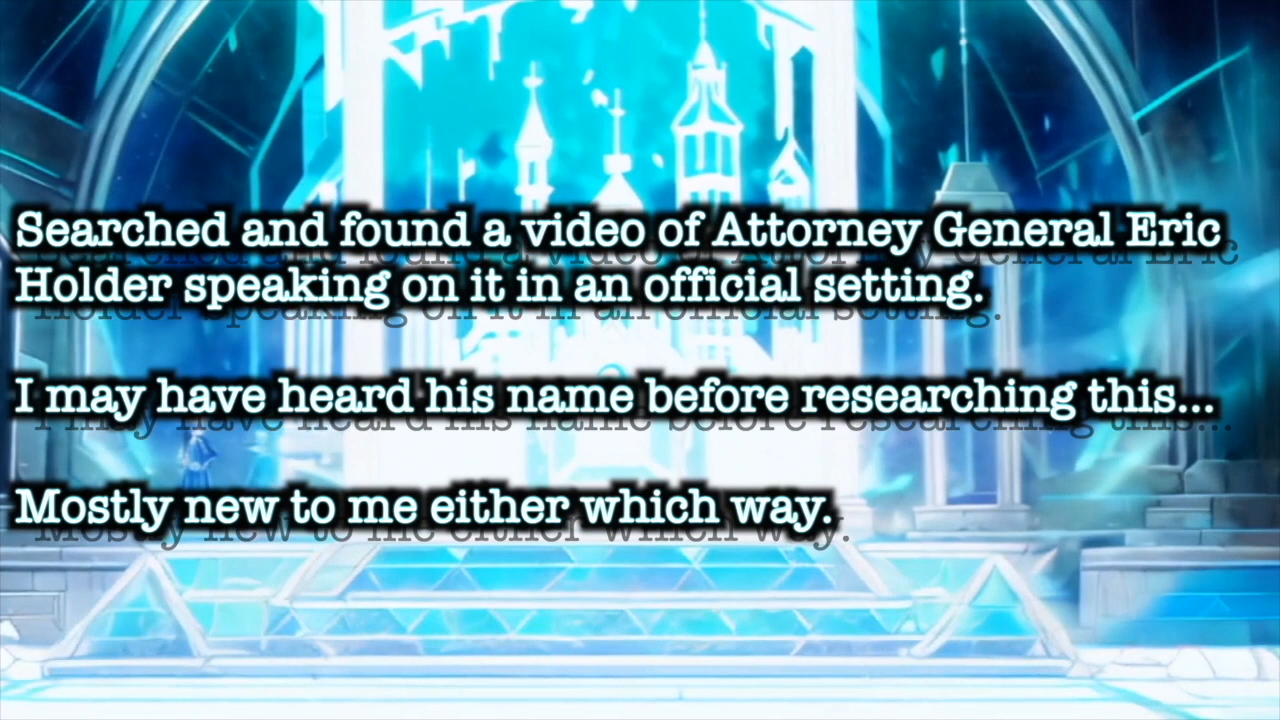 Searched and found a video of Attorney General Eric
Holder speaking on it in an official setting.
I may have heard his name before researching this...
Mostly new to me either which way.